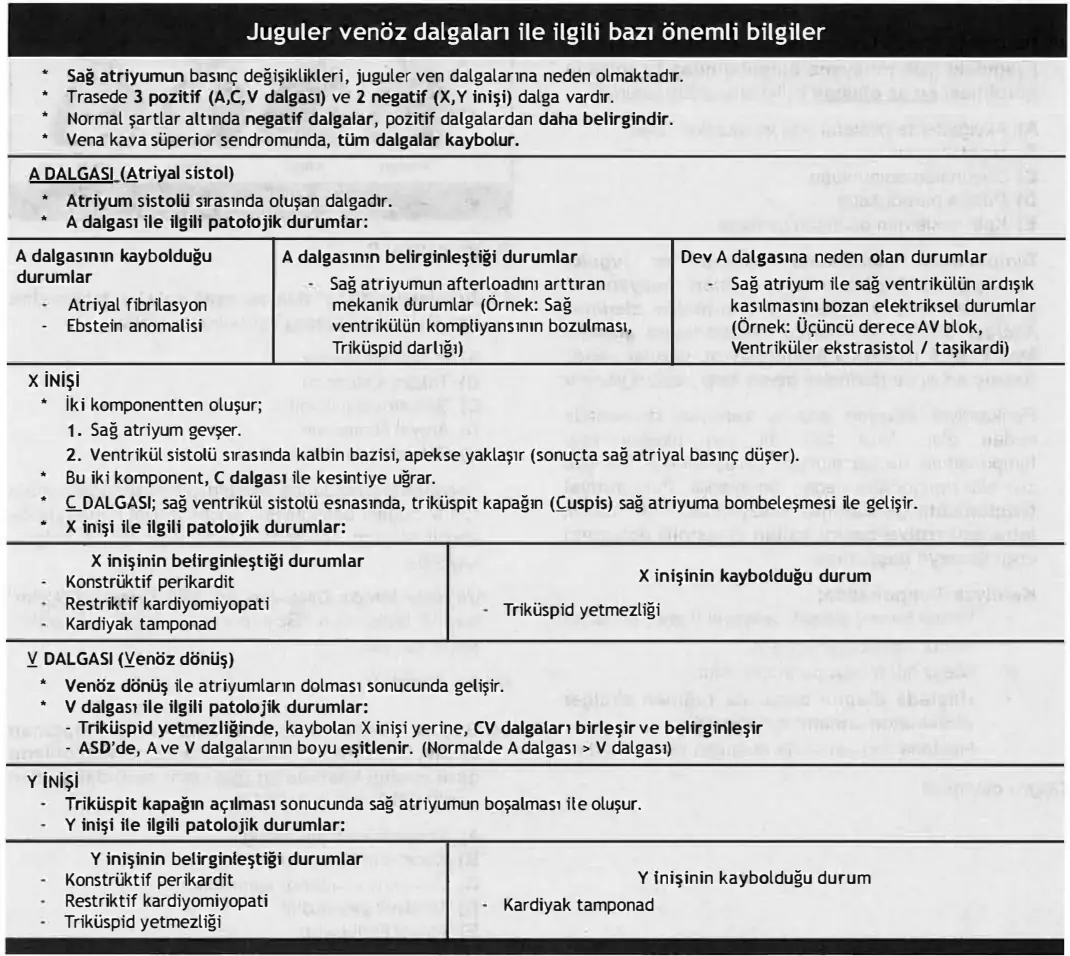 Juguler venöz dalgaları ile ilgili bazı önemli bilgiler
* Sağ atriyumun basınç değişiklikleri, juguler ven dalgalarına neden olmaktadır.
* Trasede 3 pozitif (A,C,V dalgası) ve 2 negatif (X,Y inişi) dalga vardır.
* Normal şartlar altında negatif dalgalar, pozitif dalgalardan daha belirgindir.
* Vena kava süperior sendromunda, tüm dalgalar kaybolur.
A DALGASI (Atriyal sistol)
* Atriyum sistolü sırasında oluşan dalgadır.
* A dalgası ile ilgili patolojik durumlar:
A dalgasının kaybolduğu
durumlar
- Atriyal fibrilasyon
- Ebstein anomalisi
A dalgasının belirginleştiği durumlar
- Sağ atriyumun afterloadını arttıran
mekanik durumlar (Örnek: Sağ
ventrikülün kompliyansının bozulması,
Triküspid darlığı)
Dev A dalgasına neden olan durumlar
- Sağ atriyum ile sağ ventrikülün ardışık
kasılmasını bozan elektriksel durumlar
(Örnek: Üçüncü derece AV blok,
Ventriküler ekstrasistol / taşikardi)
X İNİŞİ
* İki komponentten oluşur;
1. Sağ atriyum gevşer.
2. Ventrikül sistolü sırasında kalbin bazisi, apekse yaklaşır (sonuçta sağ atriyal basınç düşer).
* Bu iki komponent, C dalgası ile kesintiye uğrar.
* C DALGASI: sağ ventrikül kasılmasında, triküspit kapağın (Cuspis) sağ atriyuma bombeleşmesi ile gelişir.
* X inişi ile ilgili patolojik durumlar:
X inişinin belirginleştiği durumlar
- Konstrüktif perikardit
- Restriktif kardiyomiyopati
- Kardiyak tamponad
X inişinin kaybolduğu durum
- Triküspid yetmezliği
V DALGASI (Venöz dönüş)
* Venöz dönüş ile atriyumların dolması sonucunda gelişir.
* V dalgası ile ilgili patolojik durumlar:
- Triküspid yetmezliğinde, kaybolan X inişi yerine, CV dalgaları birleşir ve belirginleşir
- ASD'de, A ve V dalgalarının boyu eşitlenir. (Normalde A dalgası > V dalgası)
Y İNİŞİ
- Triküspit kapağın açılması sonucunda sağ atriyumun boşalması ile oluşur.
- Y inişi ile ilgili patolojik durumlar:
Y inişinin belirginleştiği durumlar
- Konstrüktif perikardit
- Restriktif kardiyomiyopati
- Triküspid yetmezliği
Y inişinin kaybolduğu durum
- Kardiyak tamponad